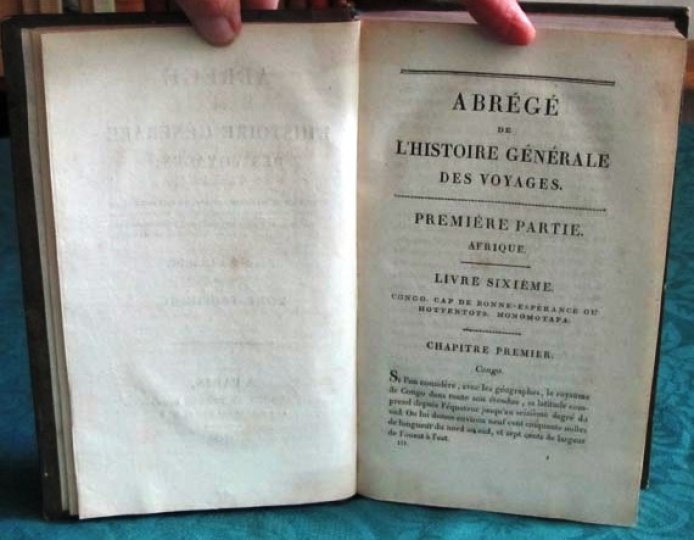 ABRÉGÉ
DE
L'HISTOIRE GÉNÉRALE
DES VOYAGES.
PREMIÈRE PARTIE.
AFRIQUE.
LIVRE SIXIÈME.
CONGO. CAP DE BONNE-ESPÉRANCE OU
HOTTENTOTS. MONOMOTAPA.
CHAPITRE PREMIER.
Congo.
Si l'on considère, avec les géographes, le royaume
de Congo dans toute son étendue, sa latitude com-
prend depuis l'équateur jusqu'au seizième degré du
sud. On lui donne environ neuf cent cinquante milles
de longueur du nord au sud, et sept cents de largeur
de l'ouest à l'est.
III. 1